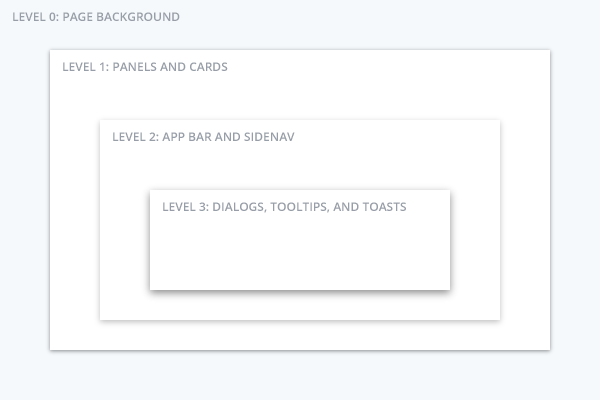 LEVEL 0: PAGE BACKGROUND
LEVEL 1: PANELS AND CARDS
LEVEL 2: APP BAR AND SIDENAV
LEVEL 3: DIALOGS, TOOLTIPS, AND TOASTS